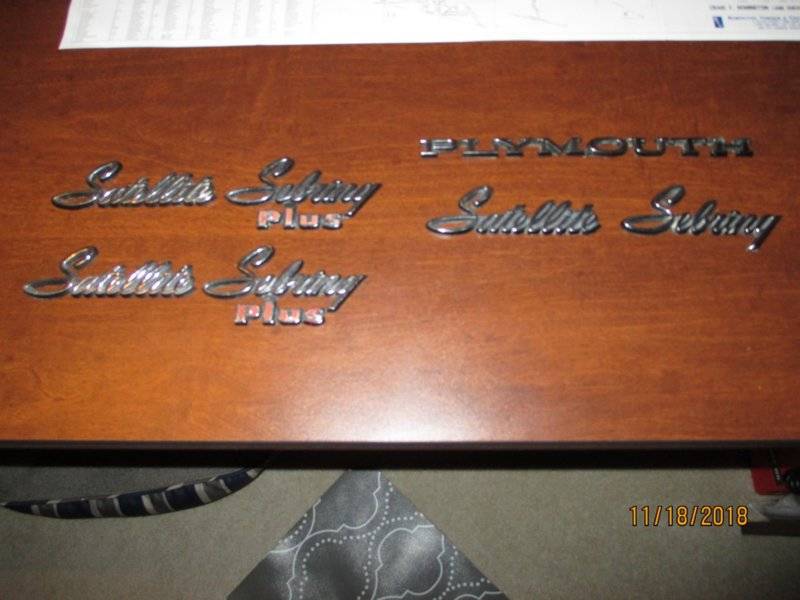 PLYMOUTH
Satellite Sebring
Plus
Satellite Sebring
Satellite Sebring
Plus
11/18/2018